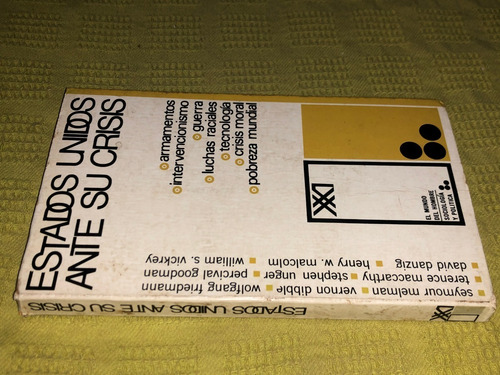 ESTADOS UNIDOS
ANTE SU CRISIS
armamentos
intervencionismo
guerra
luchas raciales
tecnología
crisis moral
pobreza mundial
XXI
EL MUNDO
DEL HOMBRE
SOCIOLOGÍA
Y POLÍTICA
seymour melman ■ vernon dibble ■ wolfgang friedmann
■ terence maccarthy ■ stephen unger ■ percival goodman
■ david danzig ■ henry w. malcolm ■ william s. vickrey
ESTADOS UNIDOS ANTE SU CRISIS